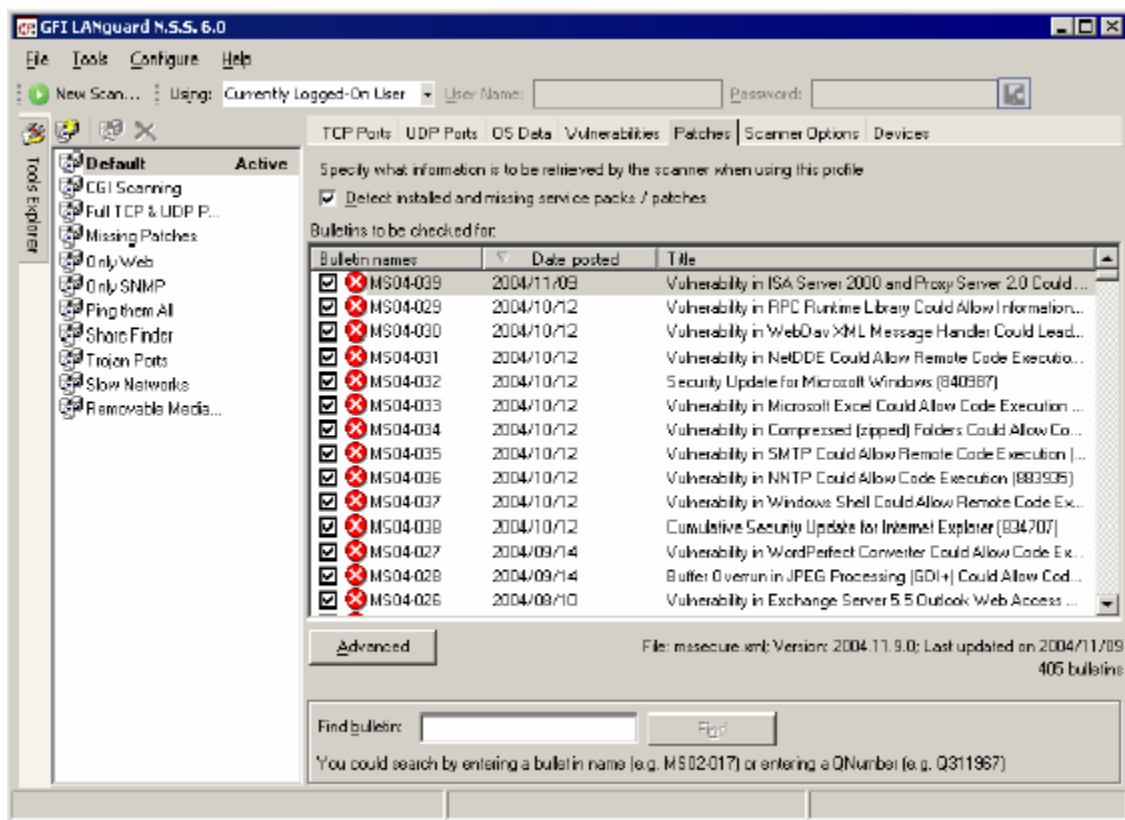 GFI LANguard N.S.S. 6.0
File Tools Configure Help
New Scan... Using: Currently Logged-On User User Name: Password:
Tools Explorer
Default Active
CGI Scanning
Full TCP & UDP P...
Missing Patches
Only Web
Only SNMP
Ping them All
Share Finder
Trojan Ports
Slow Networks
Removable Media...
TCP Ports UDP Ports OS Data Vulnerabilities Patches Scanner Options Devices
Specify what information is to be retrieved by the scanner when using this profile
Detect installed and missing service packs / patches
Bulletins to be checked for:
Bulletin names Date posted Title
MS04-039 2004/11/09 Vulnerability in ISA Server 2000 and Proxy Server 2.0 Could ...
MS04-029 2004/10/12 Vulnerability in RPC Runtime Library Could Allow Information...
MS04-030 2004/10/12 Vulnerability in WebDav XML Message Handler Could Lead...
MS04-031 2004/10/12 Vulnerability in NetDDE Could Allow Remote Code Executio...
MS04-032 2004/10/12 Security Update for Microsoft Windows (840987)
MS04-033 2004/10/12 Vulnerability in Microsoft Excel Could Allow Code Execution ...
MS04-034 2004/10/12 Vulnerability in Compressed (zipped) Folders Could Allow Co...
MS04-035 2004/10/12 Vulnerability in SMTP Could Allow Remote Code Execution (...
MS04-036 2004/10/12 Vulnerability in NNTP Could Allow Code Execution (883935)
MS04-037 2004/10/12 Vulnerability in Windows Shell Could Allow Remote Code Ex...
MS04-038 2004/10/12 Cumulative Security Update for Internet Explorer (834707)
MS04-027 2004/09/14 Vulnerability in WordPerfect Converter Could Allow Code Ex...
MS04-028 2004/09/14 Buffer Overrun in JPEG Processing (GDI+) Could Allow Cod...
MS04-026 2004/08/10 Vulnerability in Exchange Server 5.5 Outlook Web Access ...
Advanced File: mssecure.xml; Version: 2004.11.9.0; Last updated on 2004/11/09
405 bulletins
Find bulletin: Find
You could search by entering a bulletin name (e.g. MS02-017) or entering a QNumber (e.g. Q311967)